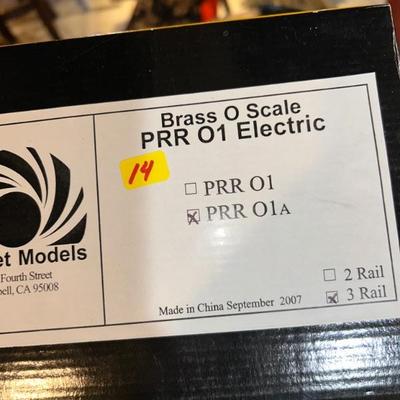 Brass O Scale
PRR O1 Electric
14
PRR O1
PRR O1A
et Models
Fourth Street
bell, CA 95008
2 Rail
3 Rail
Made in China September 2007